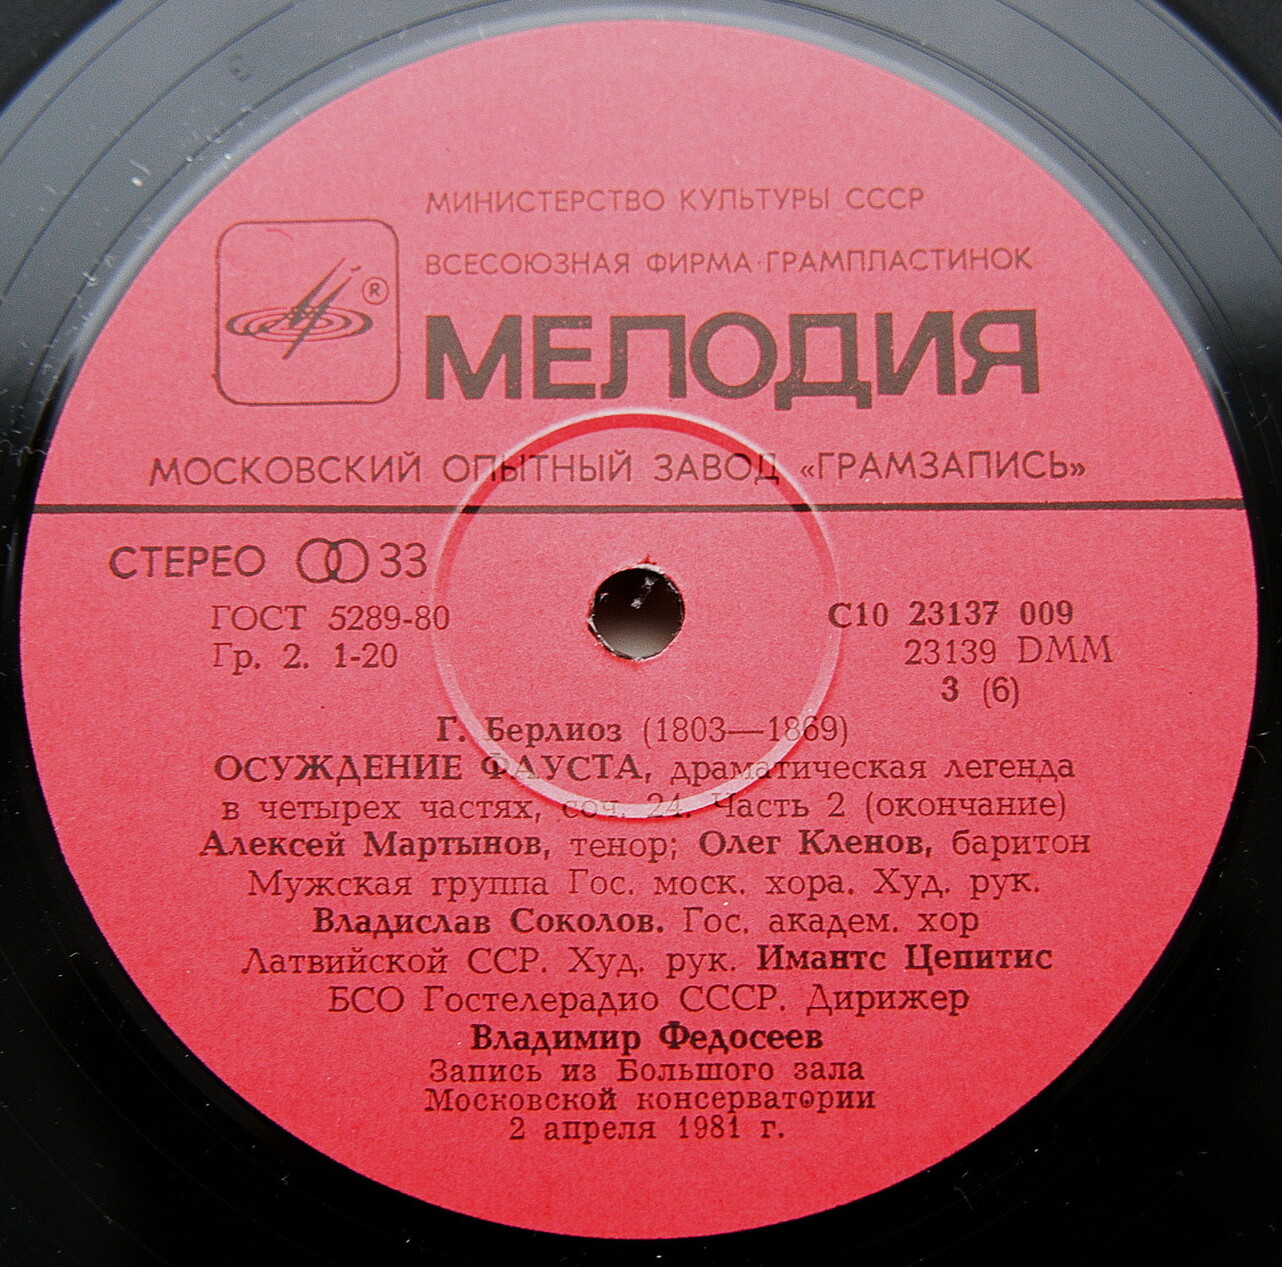 МИНИСТЕРСТВО КУЛЬТУРЫ СССР
ВСЕСОЮЗНАЯ ФИРМА ГРАМПЛАСТИНОК
®
МЕЛОДИЯ
МОСКОВСКИЙ ОПЫТНЫЙ ЗАВОД «ГРАМЗАПИСЬ»
СТЕРЕО 33
ГОСТ 5289-80
Гр. 2. 1-20
С10 23137 009
23139 DMM
3 (6)
Г. Берлиоз (1803—1869)
ОСУЖДЕНИЕ ФАУСТА, драматическая легенда
в четырех частях, соч. 24. Часть 2 (окончание)
Алексей Мартынов, тенор; Олег Кленов, баритон
Мужская группа Гос. моск. хора. Худ. рук.
Владислав Соколов. Гос. академ. хор
Латвийской ССР. Худ. рук. Имантс Цепитис
БСО Гостелерадио СССР. Дирижер
Владимир Федосеев
Запись из Большого зала
Московской консерватории
2 апреля 1981 г.